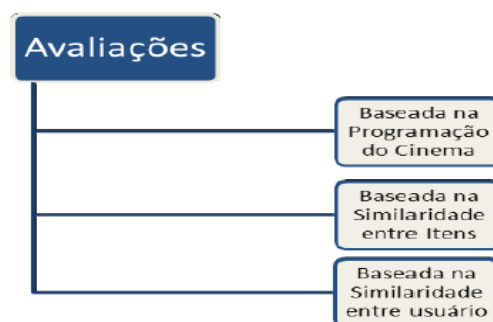 Avaliações
Baseada na
Programação
do Cinema
Baseada na
Similaridade
entre Itens
Baseada na
Similaridade
entre usuário